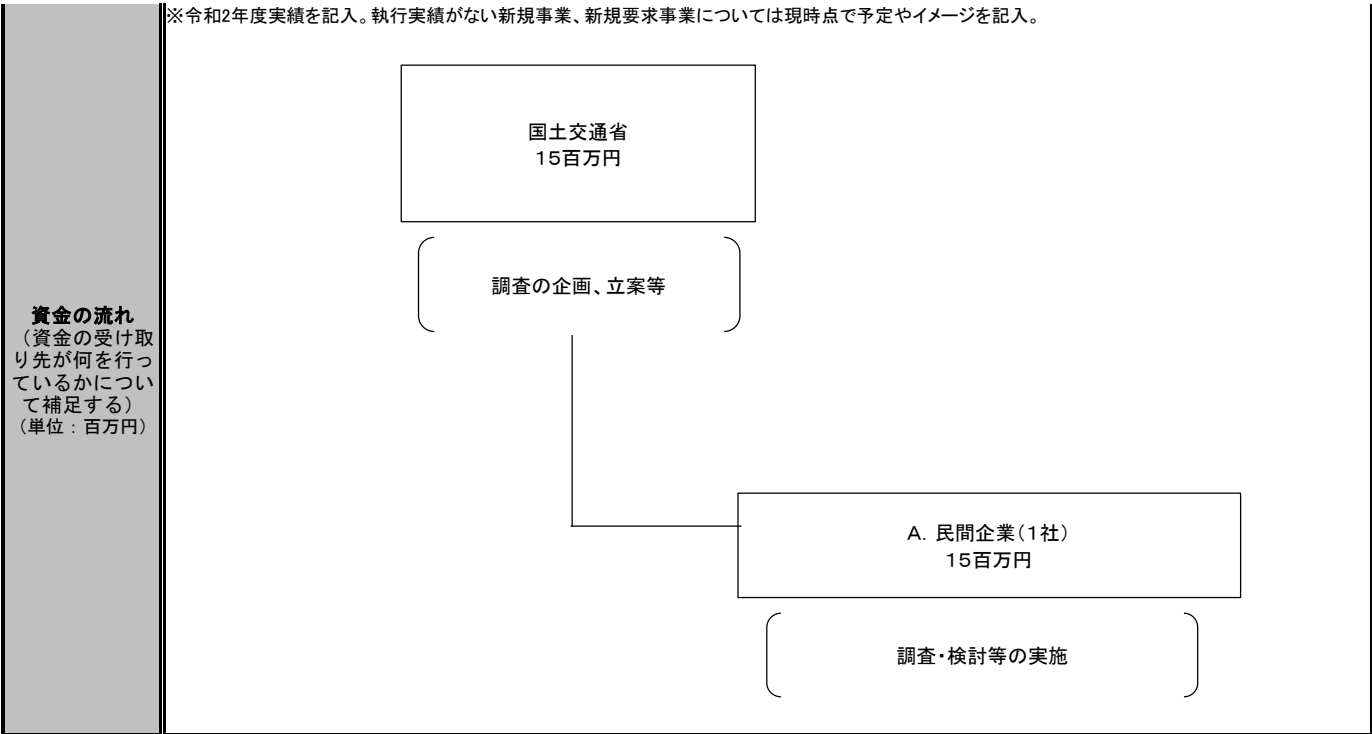 ※令和2年度実績を記入。執行実績がない新規事業、新規要求事業については現時点で予定やイメージを記入。
国土交通省
15百万円
調査の企画、立案等
資金の流れ
(資金の受け取
り先が何を行っ
ているかについ
て補足する)
(単位:百万円)
A. 民間企業(1社)
15百万円
調査・検討等の実施